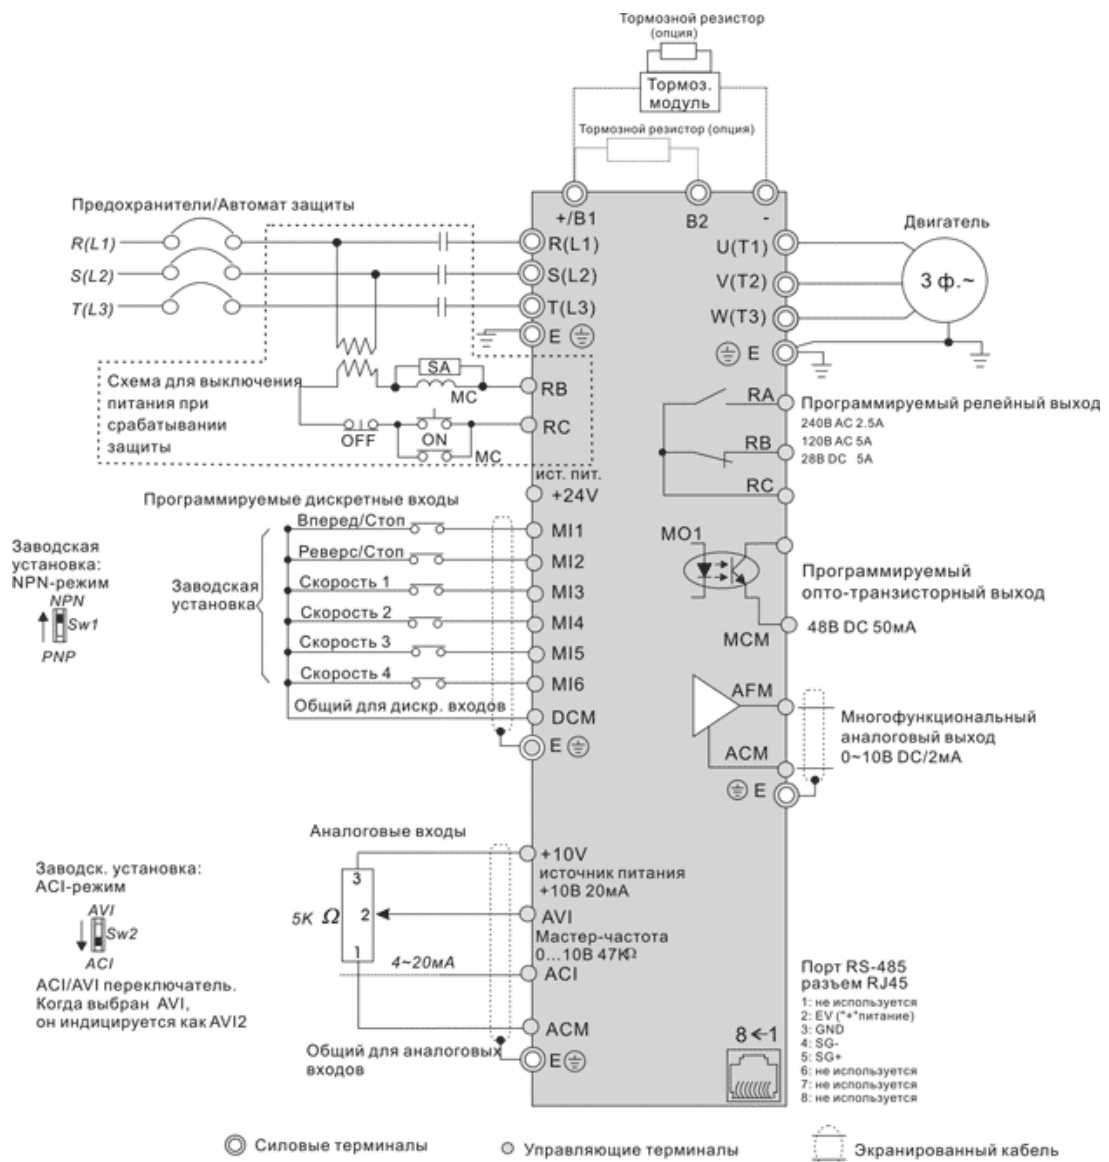 Тормозной резистор
(опция)
Тормоз.
модуль
Тормозной резистор (опция)
Предохранители/Автомат защиты
+/B1
B2
-
Двигатель
R(L1)
R(L1)
U(T1)
S(L2)
S(L2)
V(T2)
3 ф.~
T(L3)
T(L3)
W(T3)
E
E
Схема для выключения
питания при
срабатывании
защиты
SA
MC
RB
OFF
ON
MC
RC
RA
RB
RC
Программируемый релейный выход
240В AC 2.5A
120В AC 5A
28В DC 5A
ист. пит.
+24V
Программируемые дискретные входы
Вперед/Стоп
MI1
Реверс/Стоп
MI2
Скорость 1
MI3
Скорость 2
MI4
Скорость 3
MI5
Скорость 4
MI6
Общий для дискр. входов
DCM
E
Заводская
установка
Заводская
установка:
NPN-режим
NPN
Sw1
PNP
MO1
MCM
Программируемый
опто-транзисторный выход
48В DC 50мА
AFM
ACM
E
Многофункциональный
аналоговый выход
0~10В DC/2мА
Аналоговые входы
+10V
источник питания
+10В 20мА
3
2
1
5K Ω
AVI
Мастер-частота
0...10В 47КΩ
4~20мА
ACI
ACM
Общий для аналоговых
входов
E
Заводск. установка:
ACI-режим
AVI
Sw2
ACI
ACI/AVI переключатель.
Когда выбран AVI,
он индицируется как AVI2
8←1
Порт RS-485
разъем RJ45
1: не используется
2: EV ("+"питание)
3: GND
4: SG-
5: SG+
6: не используется
7: не используется
8: не используется
Силовые терминалы
Управляющие терминалы
Экранированный кабель